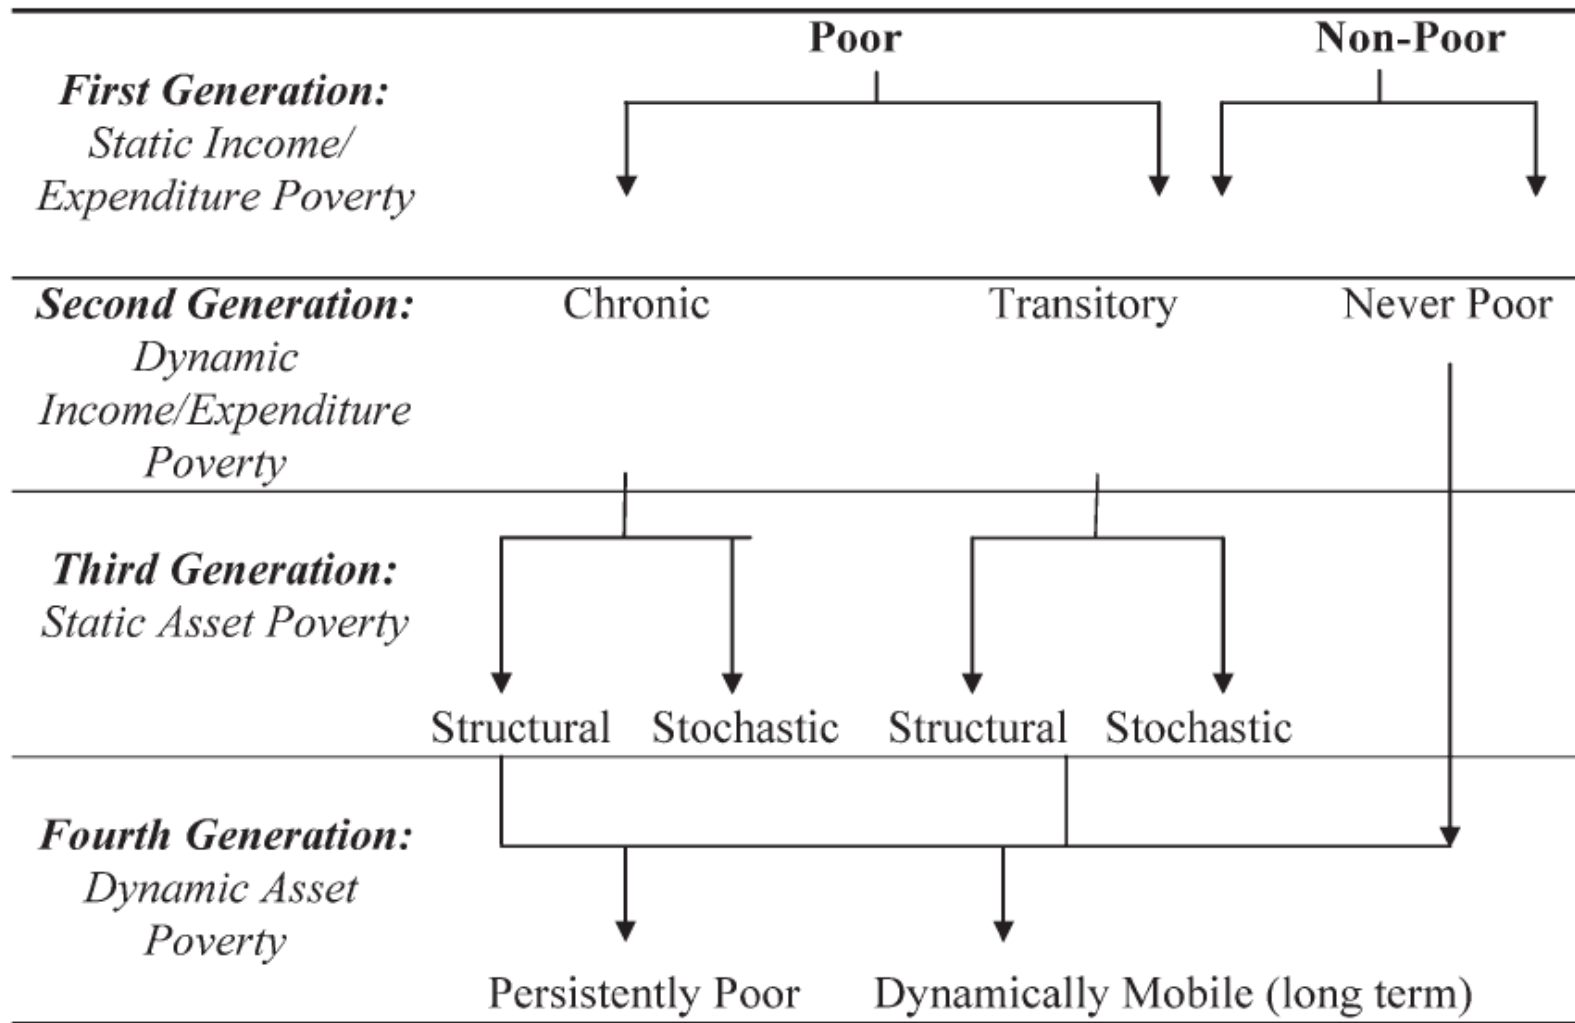 Poor Non-Poor
First Generation:
Static Income/
Expenditure Poverty
Second Generation: Chronic Transitory Never Poor
Dynamic
Income/Expenditure
Poverty
Third Generation:
Static Asset Poverty
Structural Stochastic Structural Stochastic
Fourth Generation:
Dynamic Asset
Poverty
Persistently Poor Dynamically Mobile (long term)